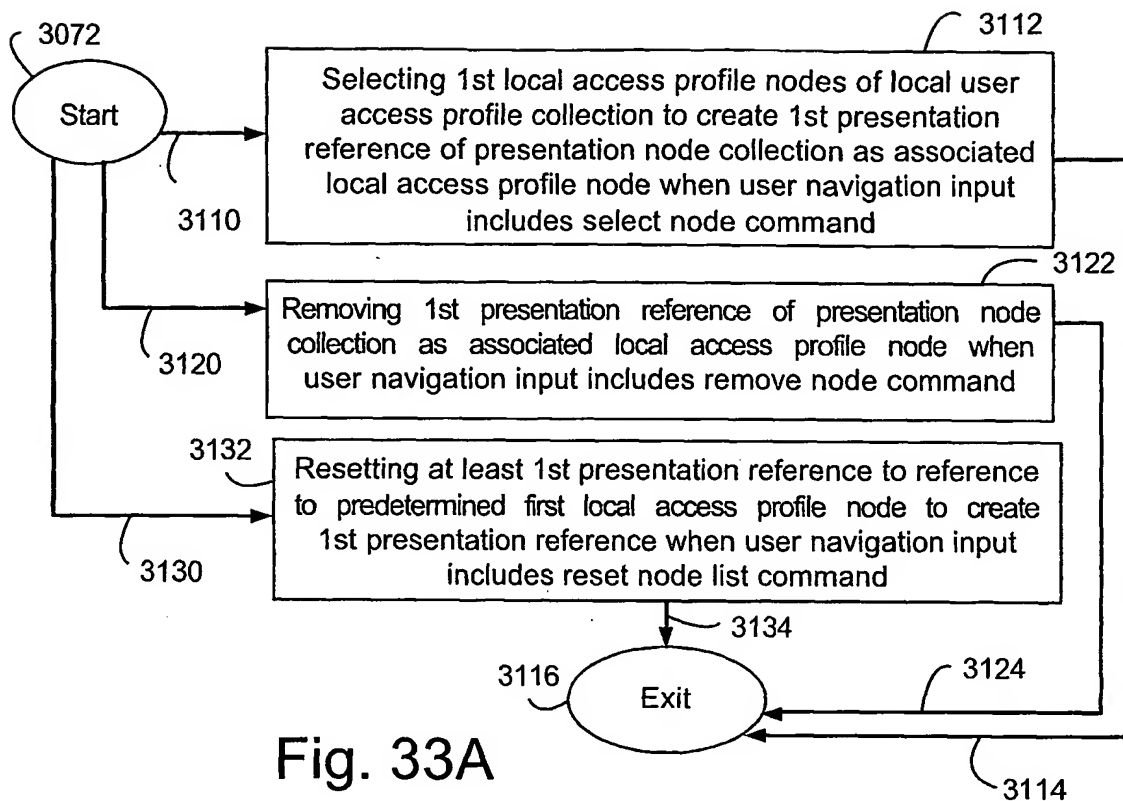 3072
Start
3110
3112
Selecting 1st local access profile nodes of local user
access profile collection to create 1st presentation
reference of presentation node collection as associated
local access profile node when user navigation input
includes select node command
3120
3122
Removing 1st presentation reference of presentation node
collection as associated local access profile node when
user navigation input includes remove node command
3132
Resetting at least 1st presentation reference to reference
to predetermined first local access profile node to create
1st presentation reference when user navigation input
includes reset node list command
3130
3134
3116
Exit
3124
3114
Fig. 33A